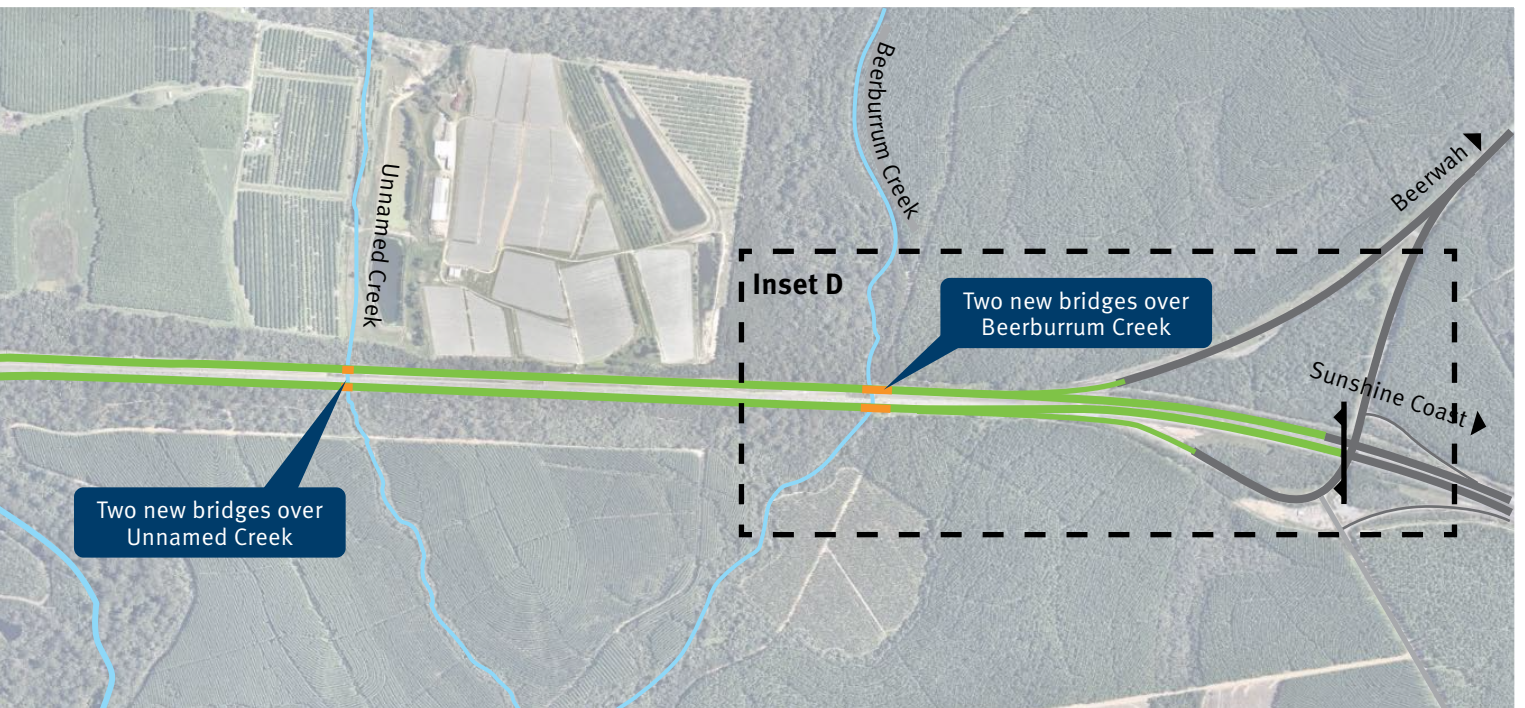 Beerburrum Creek
Unnamed Creek
Beerwah
Inset D
Two new bridges over
Beerburrum Creek
Sunshine Coast
Two new bridges over
Unnamed Creek